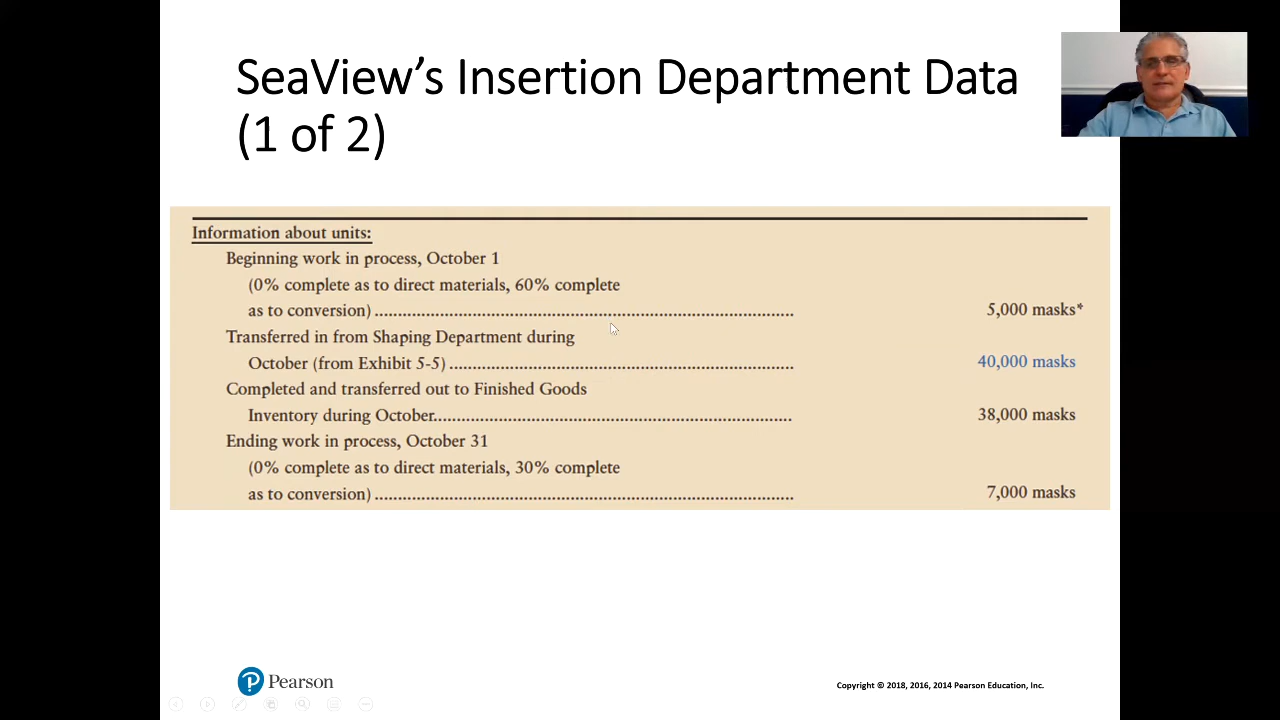 SeaView's Insertion Department Data
(1 of 2)
Information about units:
Beginning work in process, October 1
(0% complete as to direct materials, 60% complete
as to conversion) .......... 5,000 masks*
Transferred in from Shaping Department during
October (from Exhibit 5-5) .......... 40,000 masks
Completed and transferred out to Finished Goods
Inventory during October.......... 38,000 masks
Ending work in process, October 31
(0% complete as to direct materials, 30% complete
as to conversion) .......... 7,000 masks
P Pearson
Copyright © 2018, 2016, 2014 Pearson Education, Inc.